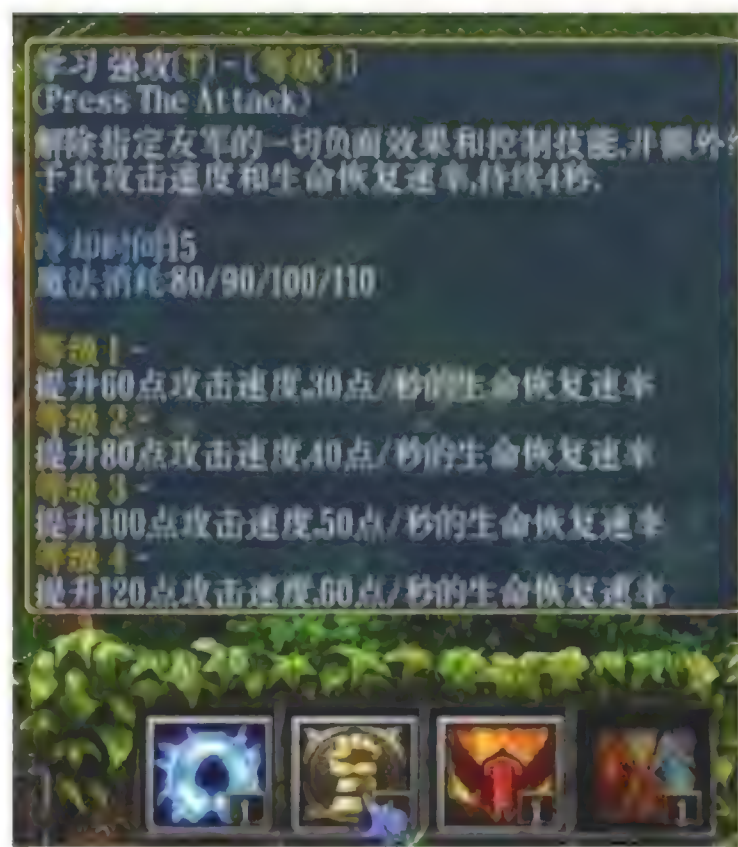 学习 强攻(T)-[等级 1]
(Press The Attack)
解除指定友军的一切负面效果和控制技能,并额外
于其攻击速度和生命恢复速率,持续4秒.
冷却时间15
魔法消耗:80/90/100/110
等级 1 -
提升60点攻击速度,30点/秒的生命恢复速率
等级 2 -
提升80点攻击速度,40点/秒的生命恢复速率
等级 3 -
提升100点攻击速度,50点/秒的生命恢复速率
等级 4 -
提升120点攻击速度,60点/秒的生命恢复速率
1 1 1